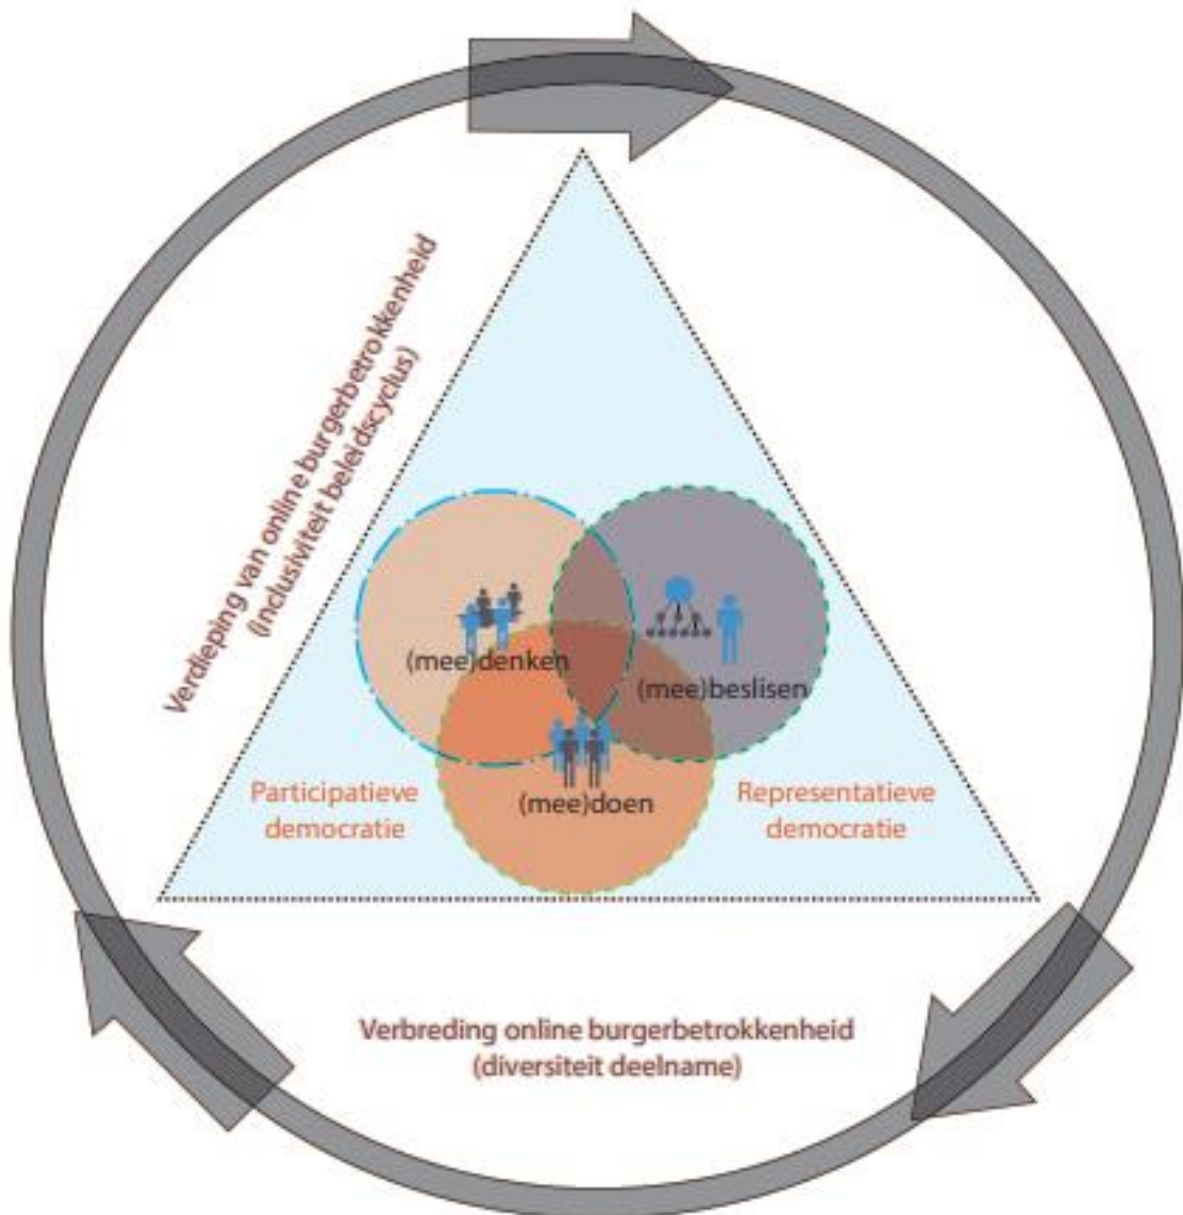 Verdieping van online burgerbetrokkenheid
(inclusiviteit beleidscyclus)
(mee)denken
(mee)beslisen
(mee)doen
Participatieve
democratie
Representatieve
democratie
Verbreding online burgerbetrokkenheid
(diversiteit deelname)